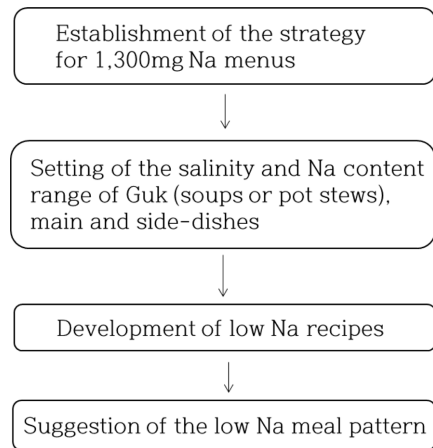 Establishment of the strategy
for 1,300mg Na menus
Setting of the salinity and Na content
range of Guk (soups or pot stews),
main and side-dishes
Development of low Na recipes
Suggestion of the low Na meal pattern